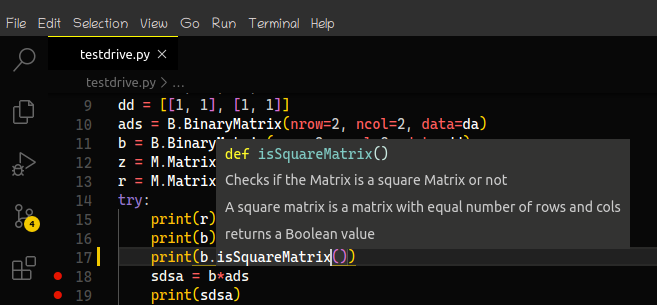 File Edit Selection View Go Run Terminal Help
testdrive.py ×
testdrive.py > ...
9 dd = [[1, 1], [1, 1]]
10 ads = B.BinaryMatrix(nrow=2, ncol=2, data=da)
11 b = B.BinaryM
12 z = M.Matrix
13 r = M.Matrix
def isSquareMatrix()
Checks if the Matrix is a square Matrix or not
A square matrix is a matrix with equal number of rows and cols
returns a Boolean value
14 try:
15 print(r)
16 print(b)
17 print(b.isSquareMatrix())
18 sdsa = b*ads
19 print(sdsa)
4